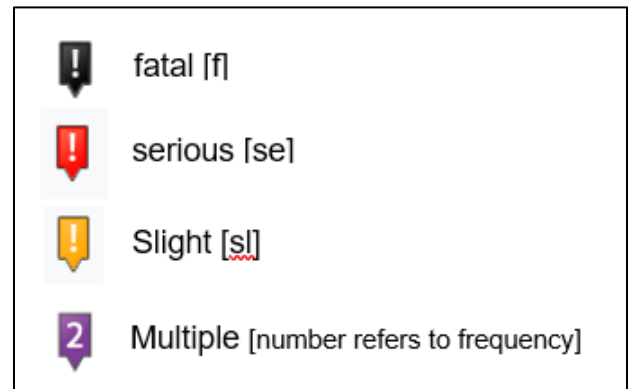 ! fatal [f]
! serious [se]
! Slight [sl]
2 Multiple [number refers to frequency]